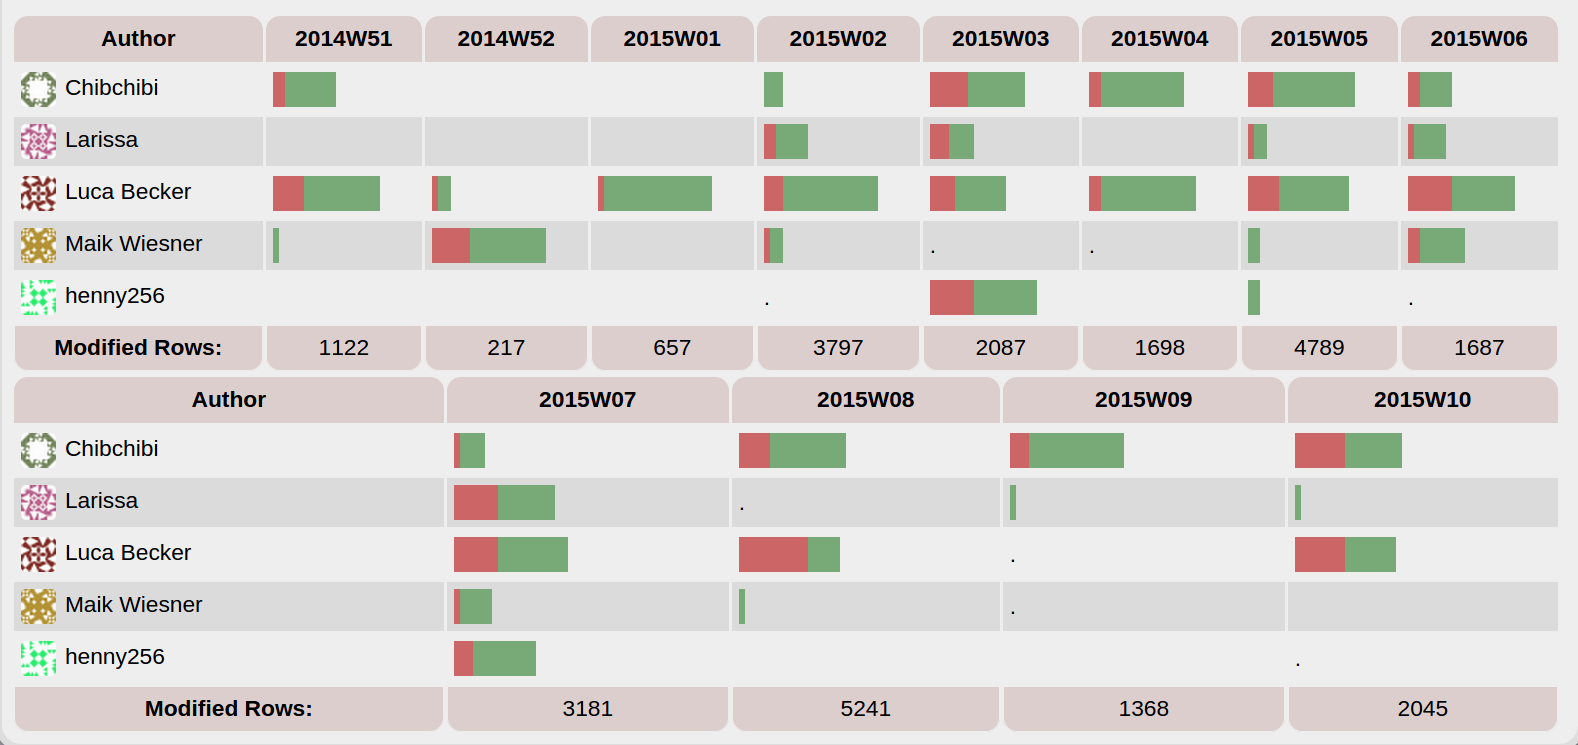 Author 2014W51 2014W52 2015W01 2015W02 2015W03 2015W04 2015W05 2015W06
Chibchibi
Larissa
Luca Becker
Maik Wiesner . .
henny256 . .
Modified Rows: 1122 217 657 3797 2087 1698 4789 1687
Author 2015W07 2015W08 2015W09 2015W10
Chibchibi
Larissa .
Luca Becker .
Maik Wiesner .
henny256 .
Modified Rows: 3181 5241 1368 2045